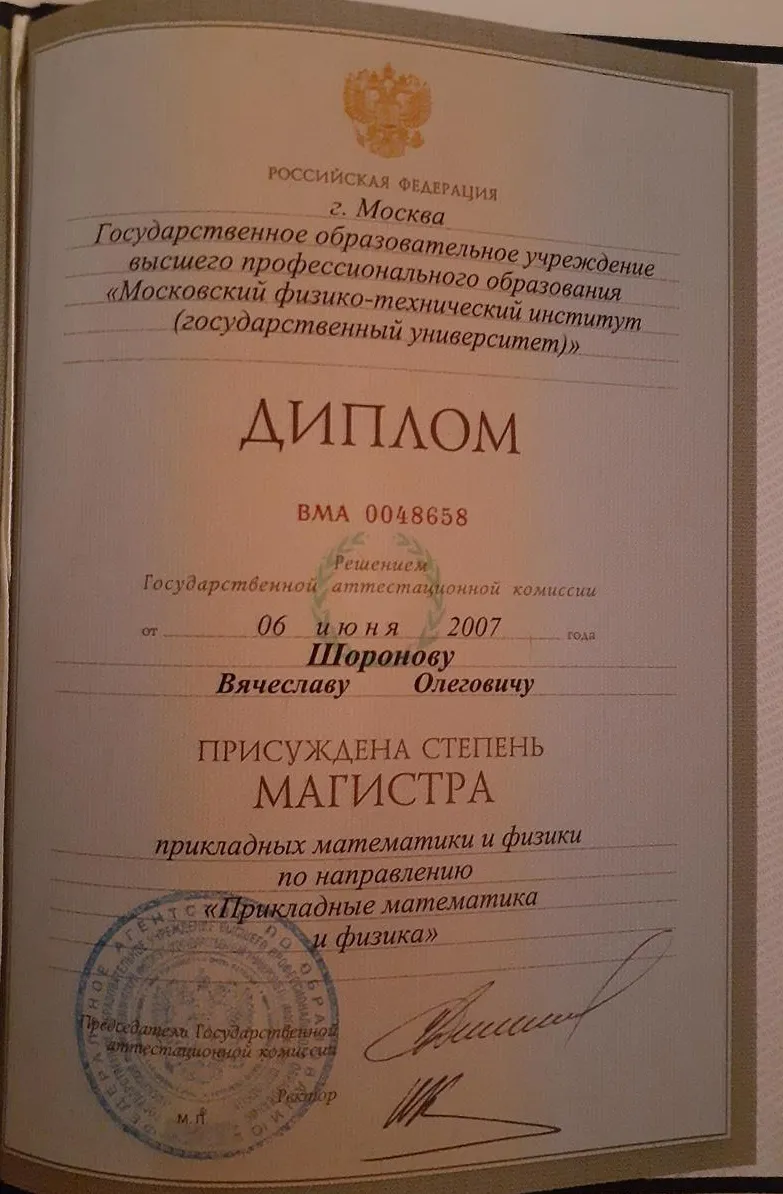 РОССИЙСКАЯ ФЕДЕРАЦИЯ
г. Москва
Государственное образовательное учреждение
высшего профессионального образования
«Московский физико-технический институт
(государственный университет)»
ДИПЛОМ
ВМА 0048658
Решением
Государственной аттестационной комиссии
от 06 июня 2007 года
Шоронову
Вячеславу Олеговичу
ПРИСУЖДЕНА СТЕПЕНЬ
МАГИСТРА
прикладных математики и физики
по направлению
«Прикладные математика
и физика»
Председатель Государственной
аттестационной комиссии
Ректор
М.П.